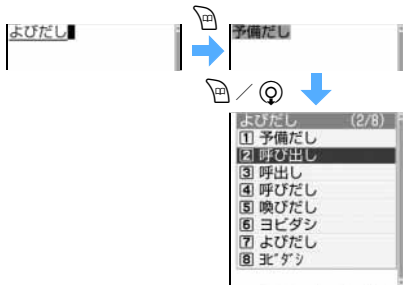 よびだし
予備だし
よびだし (2/8)
1 予備だし
2 呼び出し
3 呼出し
4 呼びだし
5 喚びだし
6 ヨビダシ
7 よびだし
8 ﾖﾋﾞﾀﾞｼ